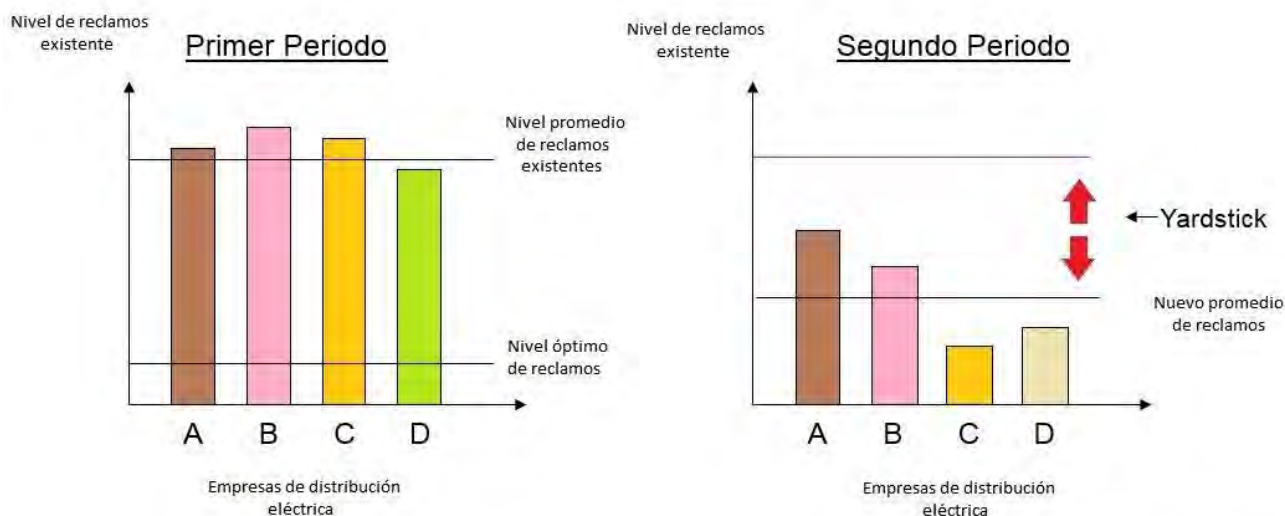 Nivel de reclamos
existente
Primer Periodo
Nivel promedio
de reclamos
existentes
Nivel óptimo
de reclamos
A B C D
Empresas de distribución
eléctrica
Nivel de reclamos
existente
Segundo Periodo
Yardstick
Nuevo promedio
de reclamos
A B C D
Empresas de distribución
eléctrica